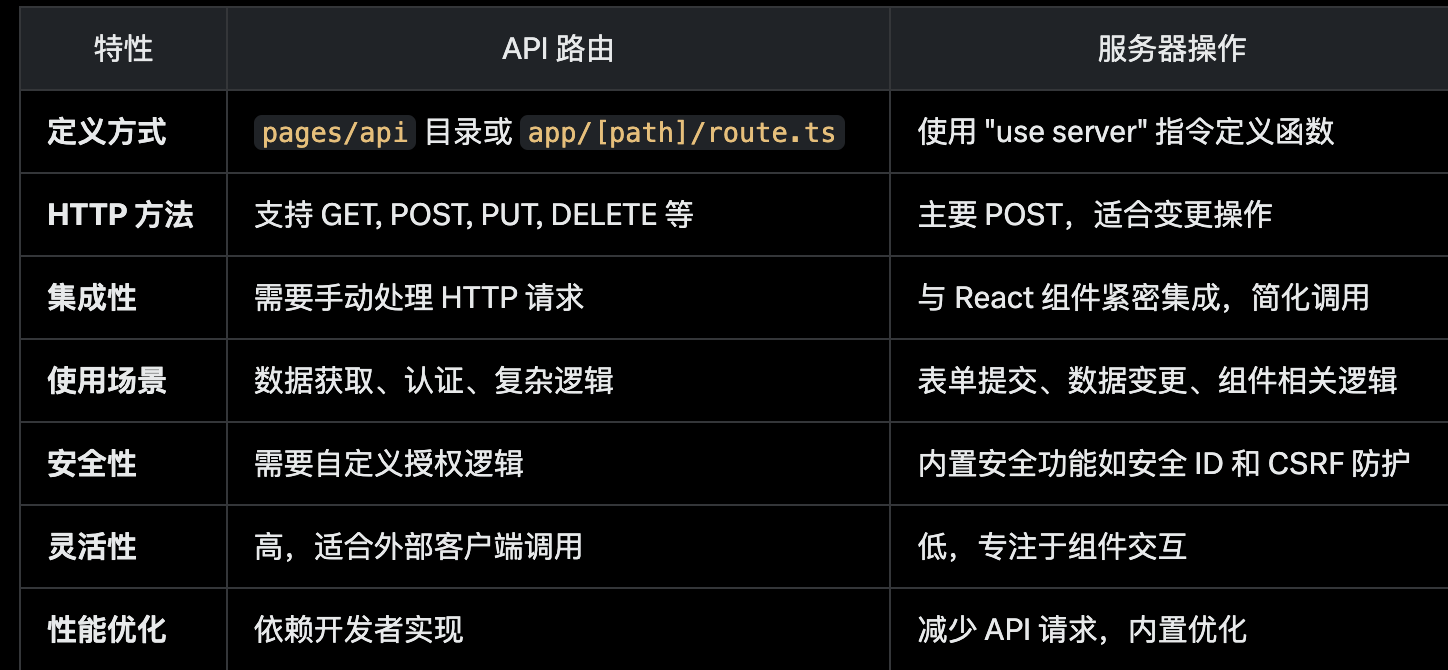 特性 API 路由 服务器操作
定义方式 pages/api 目录或 app/[path]/route.ts 使用 "use server" 指令定义函数
HTTP 方法 支持 GET, POST, PUT, DELETE 等 主要 POST，适合变更操作
集成性 需要手动处理 HTTP 请求 与 React 组件紧密集成，简化调用
使用场景 数据获取、认证、复杂逻辑 表单提交、数据变更、组件相关逻辑
安全性 需要自定义授权逻辑 内置安全功能如安全 ID 和 CSRF 防护
灵活性 高，适合外部客户端调用 低，专注于组件交互
性能优化 依赖开发者实现 减少 API 请求，内置优化